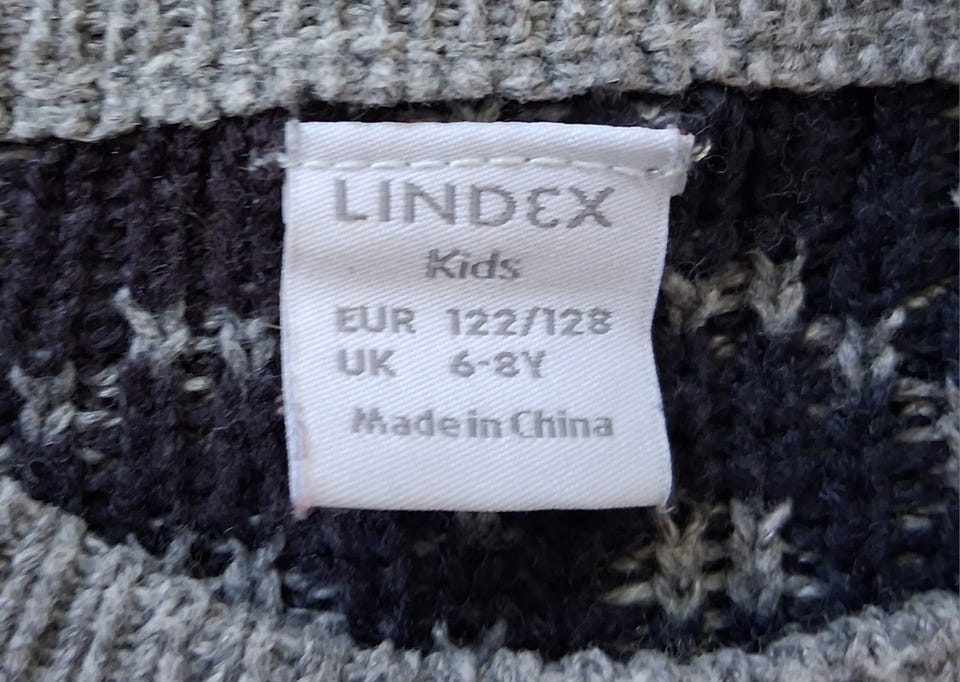 LINDEX
Kids
EUR 122/128
UK 6-8Y
Made in China